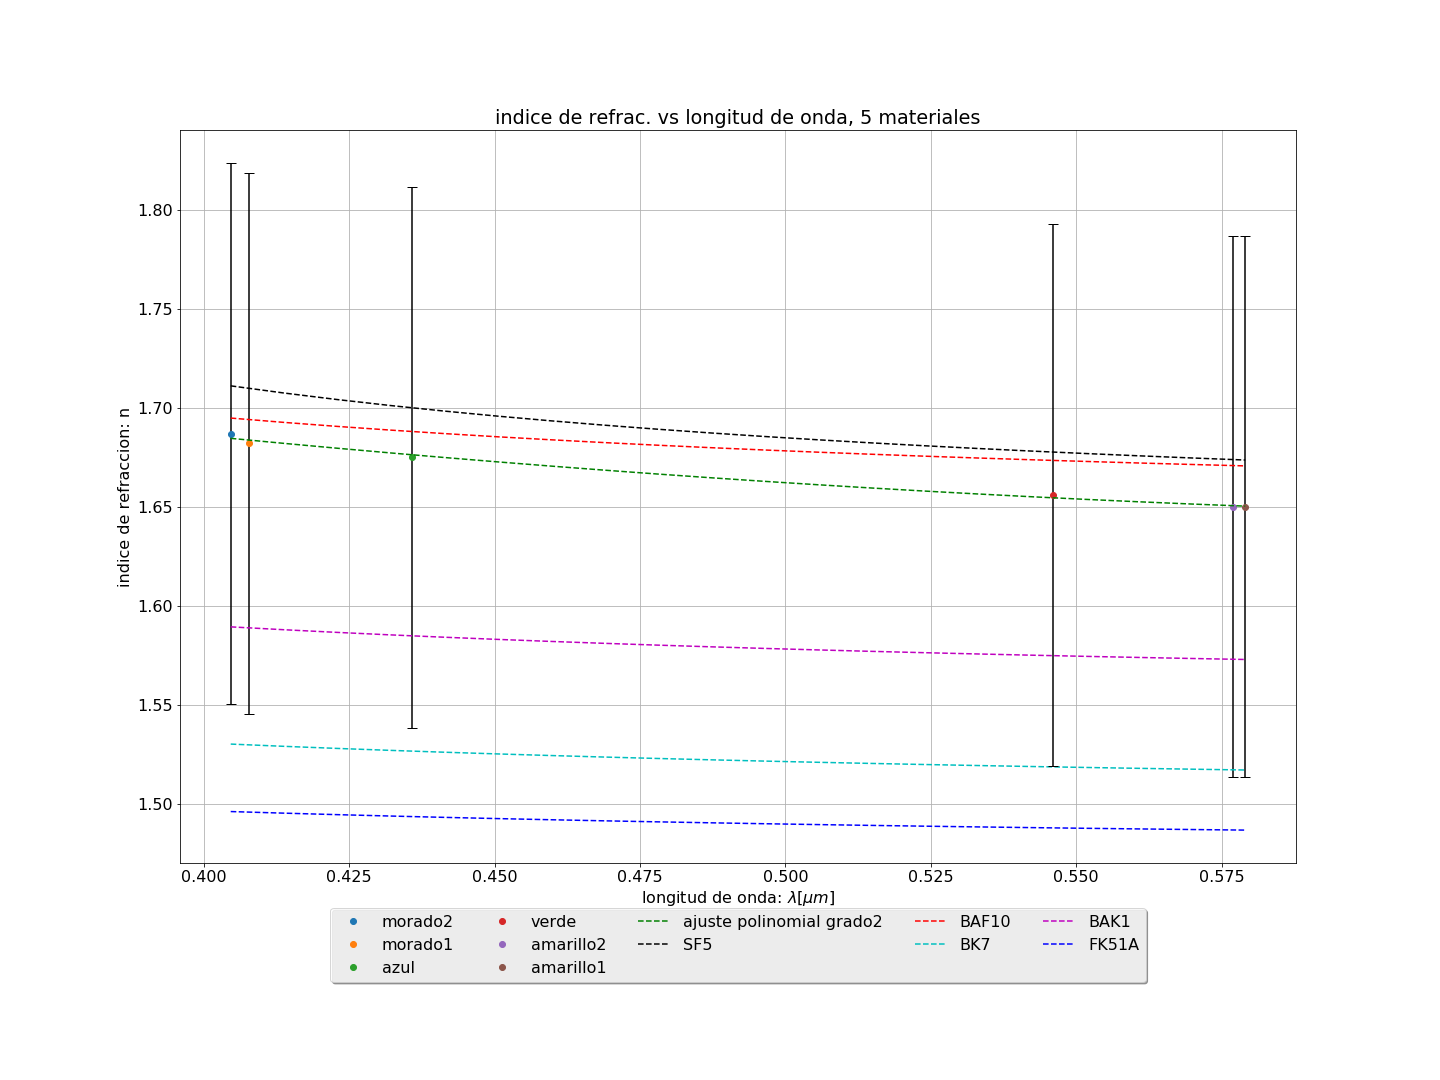 indice de refrac. vs longitud de onda, 5 materiales
indice de refraccion: n
1.80
1.75
1.70
1.65
1.60
1.55
1.50
0.400 0.425 0.450 0.475 0.500 0.525 0.550 0.575
longitud de onda: λ[μm]
morado2 verde ajuste polinomial grado2 BAF10 BAK1
morado1 amarillo2 SF5 BK7 FK51A
azul amarillo1